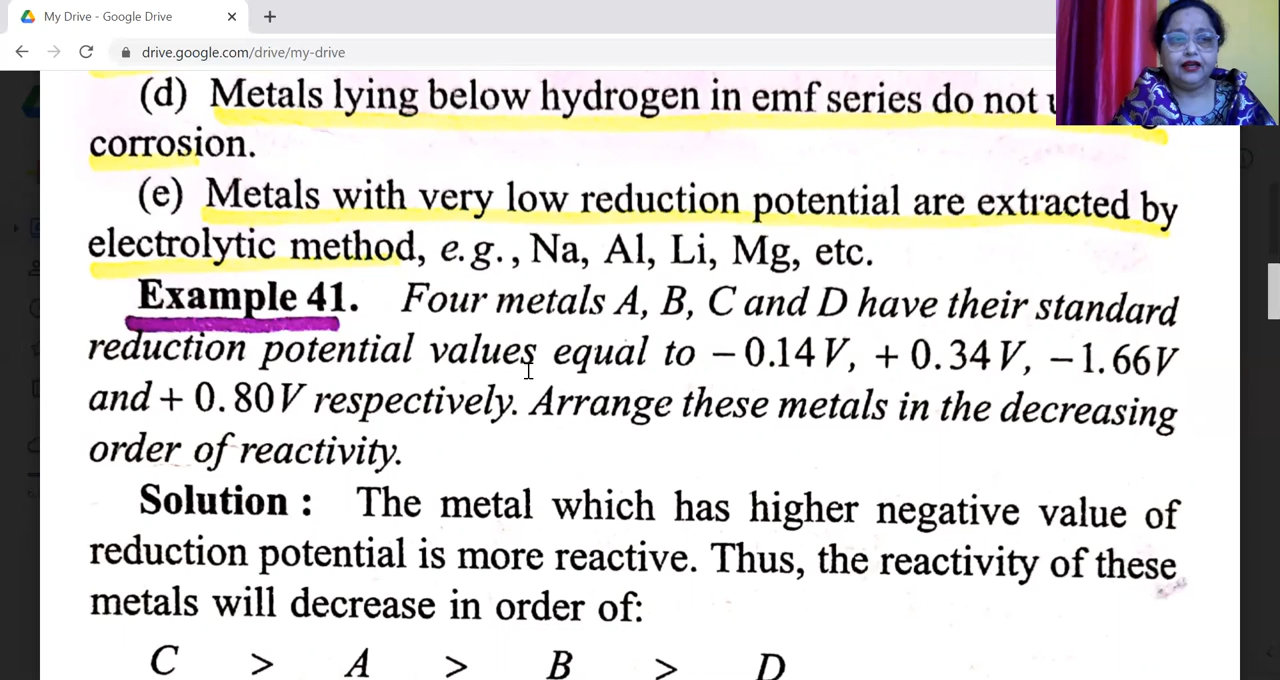 My Drive - Google Drive
drive.google.com/drive/my-drive
(d) Metals lying below hydrogen in emf series do not
corrosion.
(e) Metals with very low reduction potential are extracted by
electrolytic method, e.g., Na, Al, Li, Mg, etc.
Example 41. Four metals A, B, C and D have their standard
reduction potential values equal to – 0.14 V, + 0.34 V, – 1.66V
and + 0.80V respectively. Arrange these metals in the decreasing
order of reactivity.
Solution : The metal which has higher negative value of
reduction potential is more reactive. Thus, the reactivity of these
metals will decrease in order of:
C > A > B > D